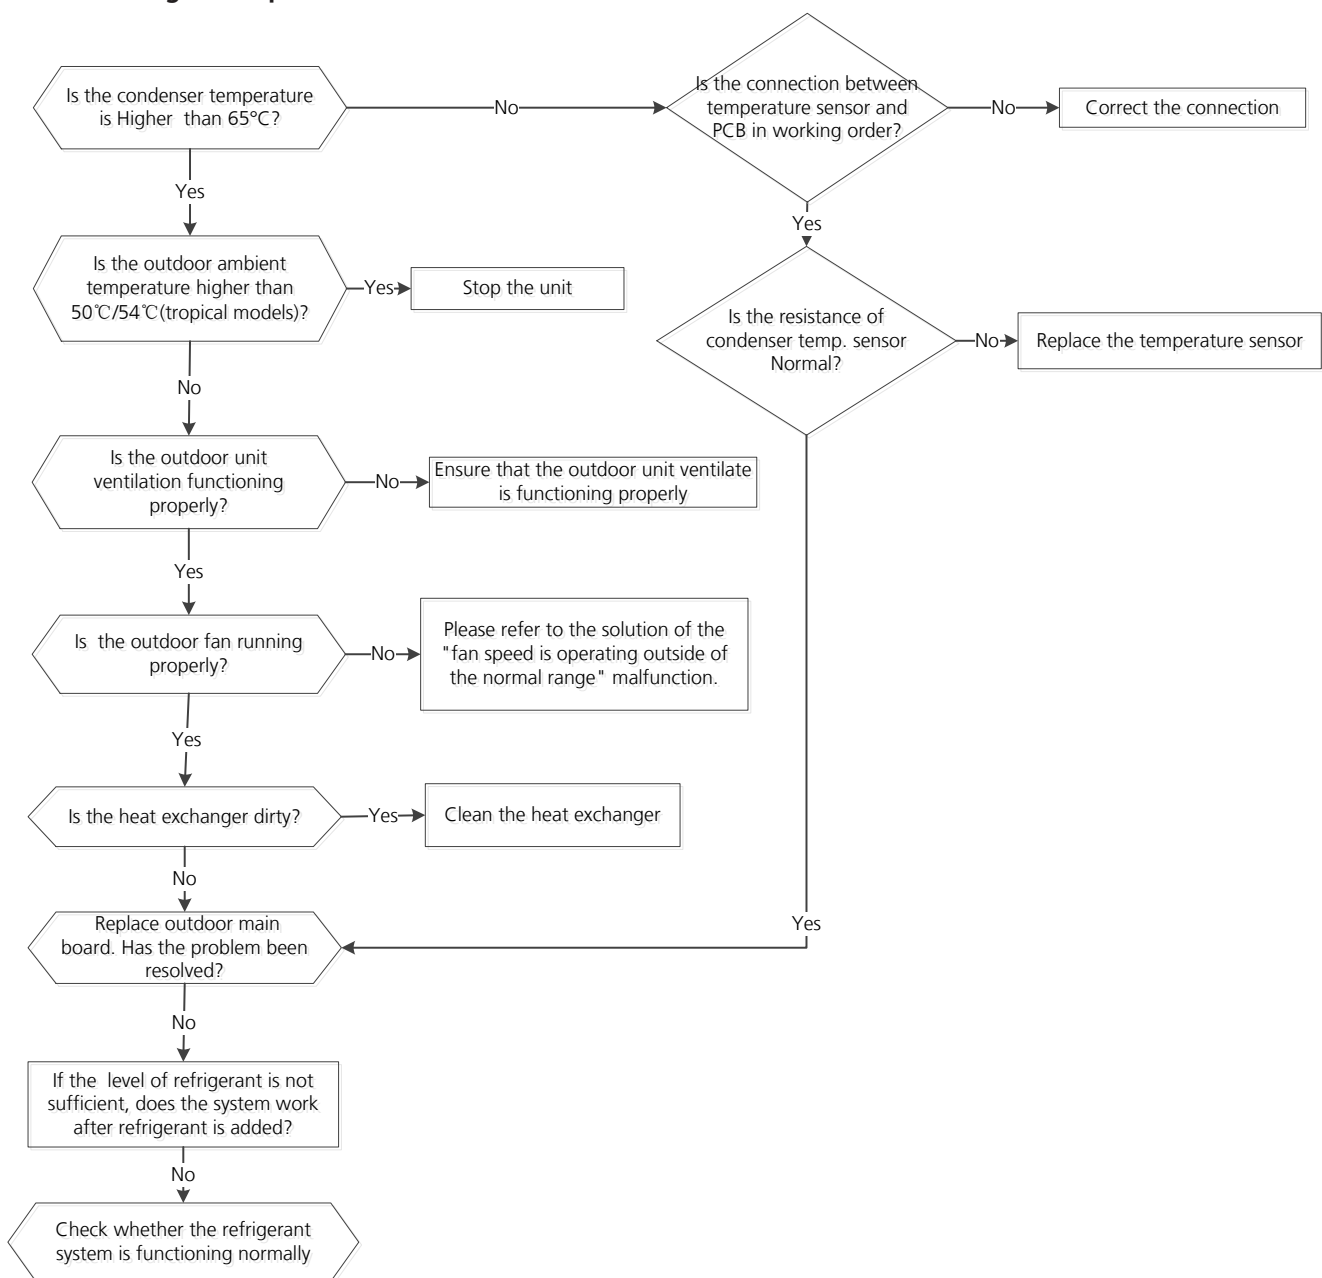 Is the condenser temperature
is Higher than 65°C?
No
Is the connection between
temperature sensor and
PCB in working order?
No
Correct the connection
Yes
Yes
Is the outdoor ambient
temperature higher than
50℃/54℃(tropical models)?
Yes
Stop the unit
Is the resistance of
condenser temp. sensor
Normal?
No
Replace the temperature sensor
No
Is the outdoor unit
ventilation functioning
properly?
No
Ensure that the outdoor unit ventilate
is functioning properly
Yes
Is the outdoor fan running
properly?
No
Please refer to the solution of the
"fan speed is operating outside of
the normal range" malfunction.
Yes
Is the heat exchanger dirty?
Yes
Clean the heat exchanger
No
Yes
Replace outdoor main
board. Has the problem been
resolved?
No
If the level of refrigerant is not
sufficient, does the system work
after refrigerant is added?
No
Check whether the refrigerant
system is functioning normally